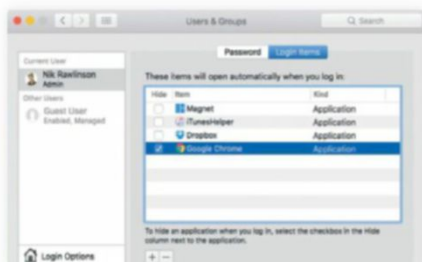 Users & Groups
Search
Password Login Items
Current User
Nik Rawlinson
Admin
Other Users
Guest User
Enabled, Managed
Login Options
These items will open automatically when you log in:
Hide Item Kind
Magnet Application
iTunesHelper Application
Dropbox Application
Google Chrome Application
To hide an application when you log in, select the checkbox in the Hide
column next to the application.
+ −